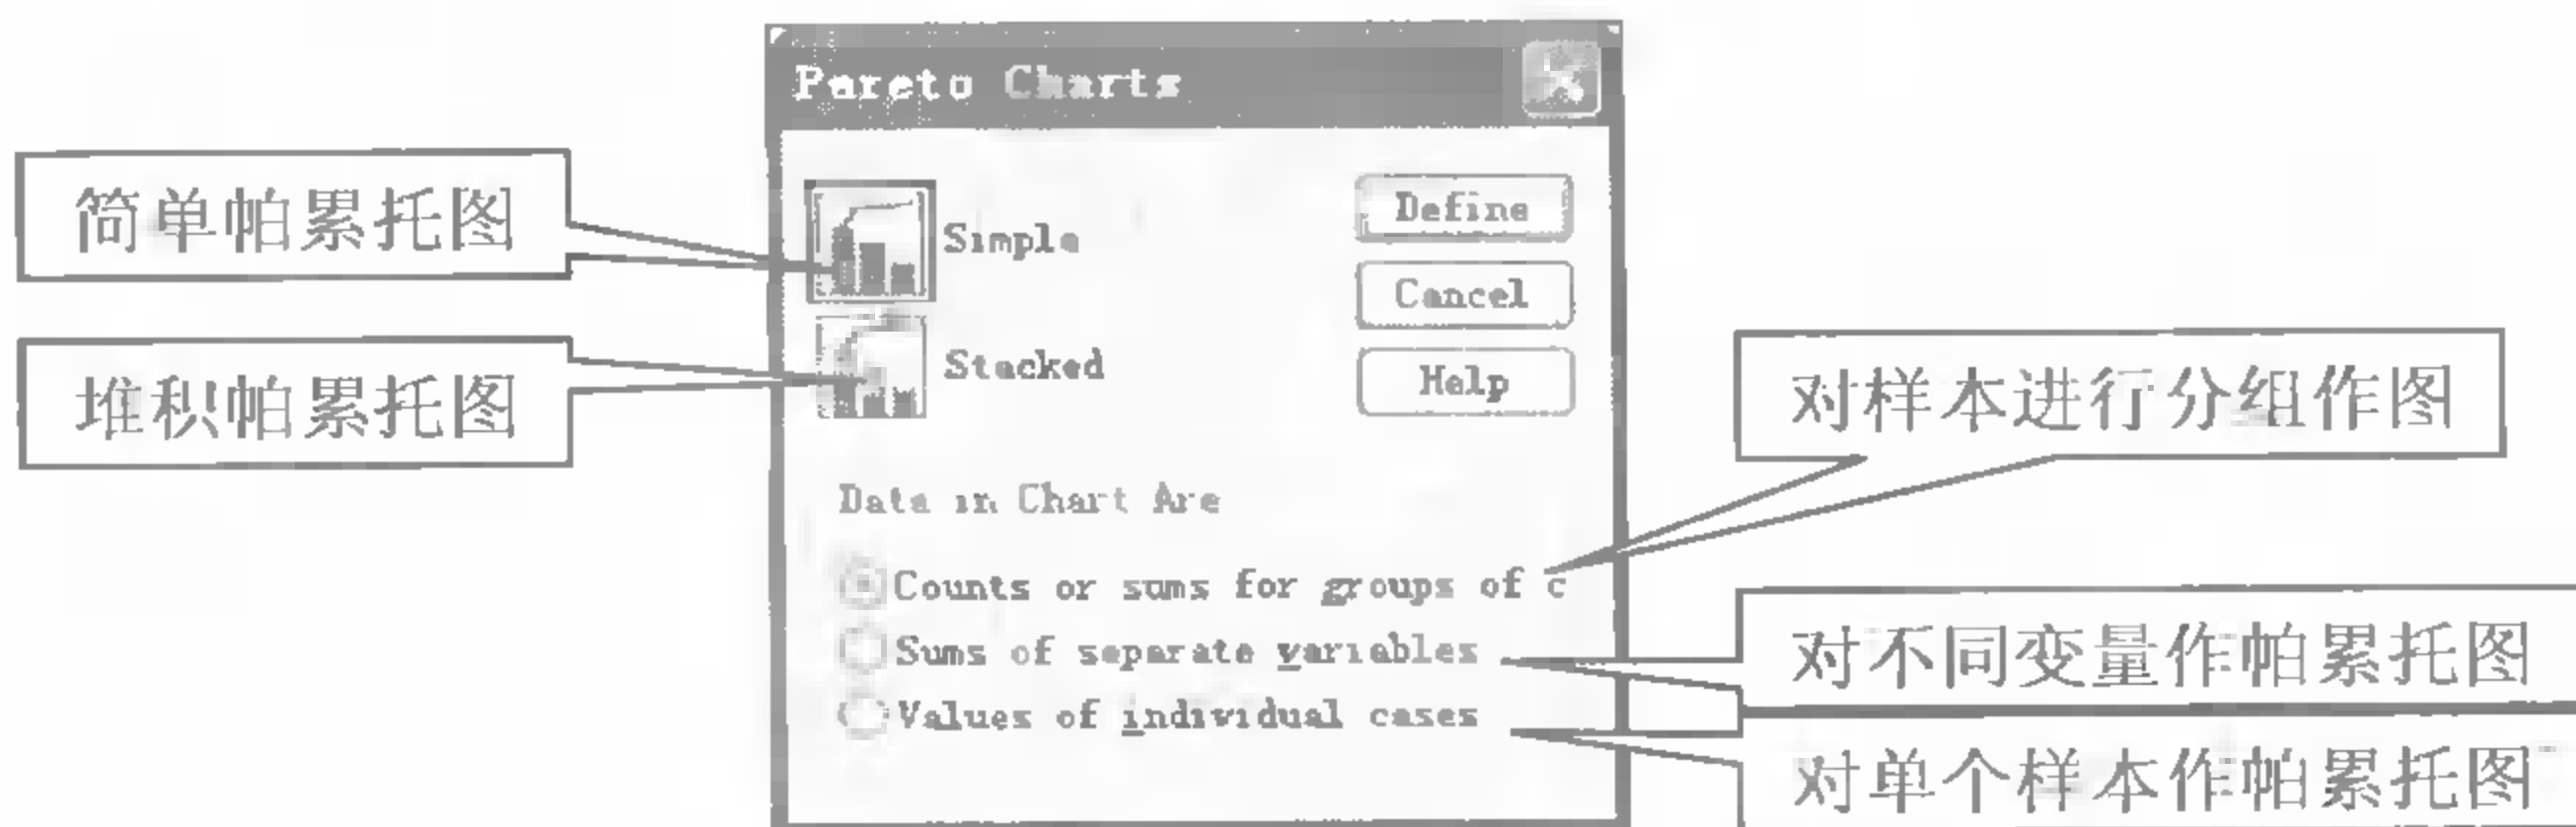 Pareto Charts
简单帕累托图
Simple
Define
Cancel
堆积帕累托图
Stacked
Help
对样本进行分组作图
Data in Chart Are
Counts or sums for groups of c
Sums of separate variables
对不同变量作帕累托图
Values of individual cases
对单个样本作帕累托图